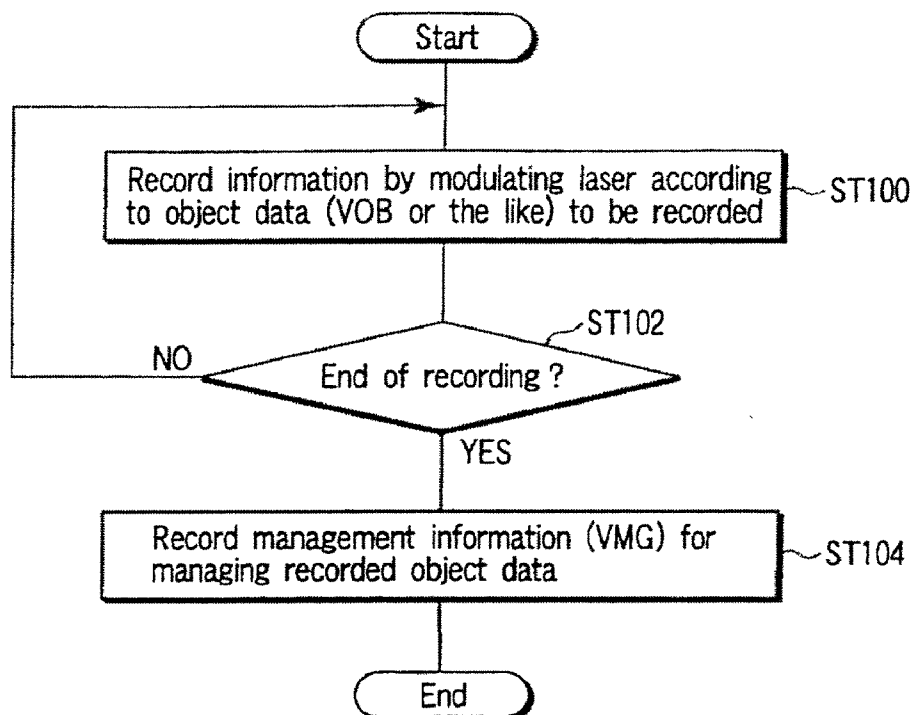 Start
Record information by modulating laser according
to object data (VOB or the like) to be recorded
ST100
ST102
NO
End of recording ?
YES
Record management information (VMG) for
managing recorded object data
ST104
End